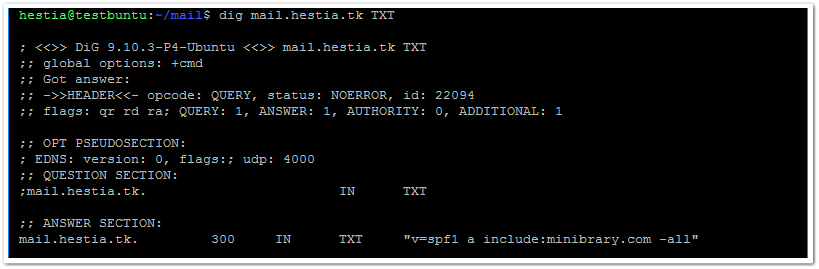 hestia@testbuntu:~/mail$ dig mail.hestia.tk TXT
; <<>> DiG 9.10.3-P4-Ubuntu <<>> mail.hestia.tk TXT
;; global options: +cmd
;; Got answer:
;; ->>HEADER<<- opcode: QUERY, status: NOERROR, id: 22094
;; flags: qr rd ra; QUERY: 1, ANSWER: 1, AUTHORITY: 0, ADDITIONAL: 1
;; OPT PSEUDOSECTION:
; EDNS: version: 0, flags:; udp: 4000
;; QUESTION SECTION:
;mail.hestia.tk. IN TXT
;; ANSWER SECTION:
mail.hestia.tk. 300 IN TXT "v=spf1 a include:minibrary.com -all"